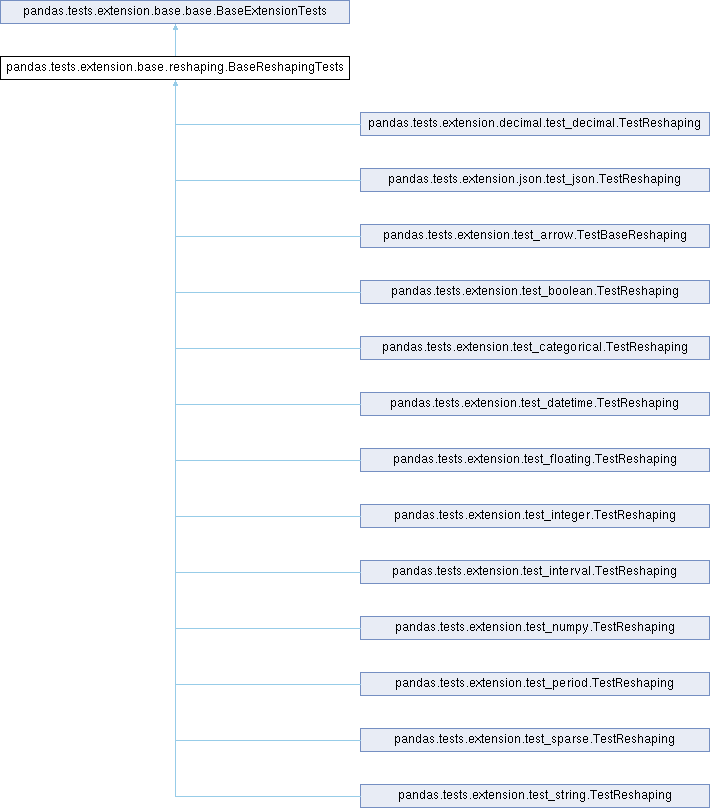 pandas.tests.extension.base.base.BaseExtensionTests
pandas.tests.extension.base.reshaping.BaseReshapingTests
pandas.tests.extension.decimal.test_decimal.TestReshaping
pandas.tests.extension.json.test_json.TestReshaping
pandas.tests.extension.test_arrow.TestBaseReshaping
pandas.tests.extension.test_boolean.TestReshaping
pandas.tests.extension.test_categorical.TestReshaping
pandas.tests.extension.test_datetime.TestReshaping
pandas.tests.extension.test_floating.TestReshaping
pandas.tests.extension.test_integer.TestReshaping
pandas.tests.extension.test_interval.TestReshaping
pandas.tests.extension.test_numpy.TestReshaping
pandas.tests.extension.test_period.TestReshaping
pandas.tests.extension.test_sparse.TestReshaping
pandas.tests.extension.test_string.TestReshaping